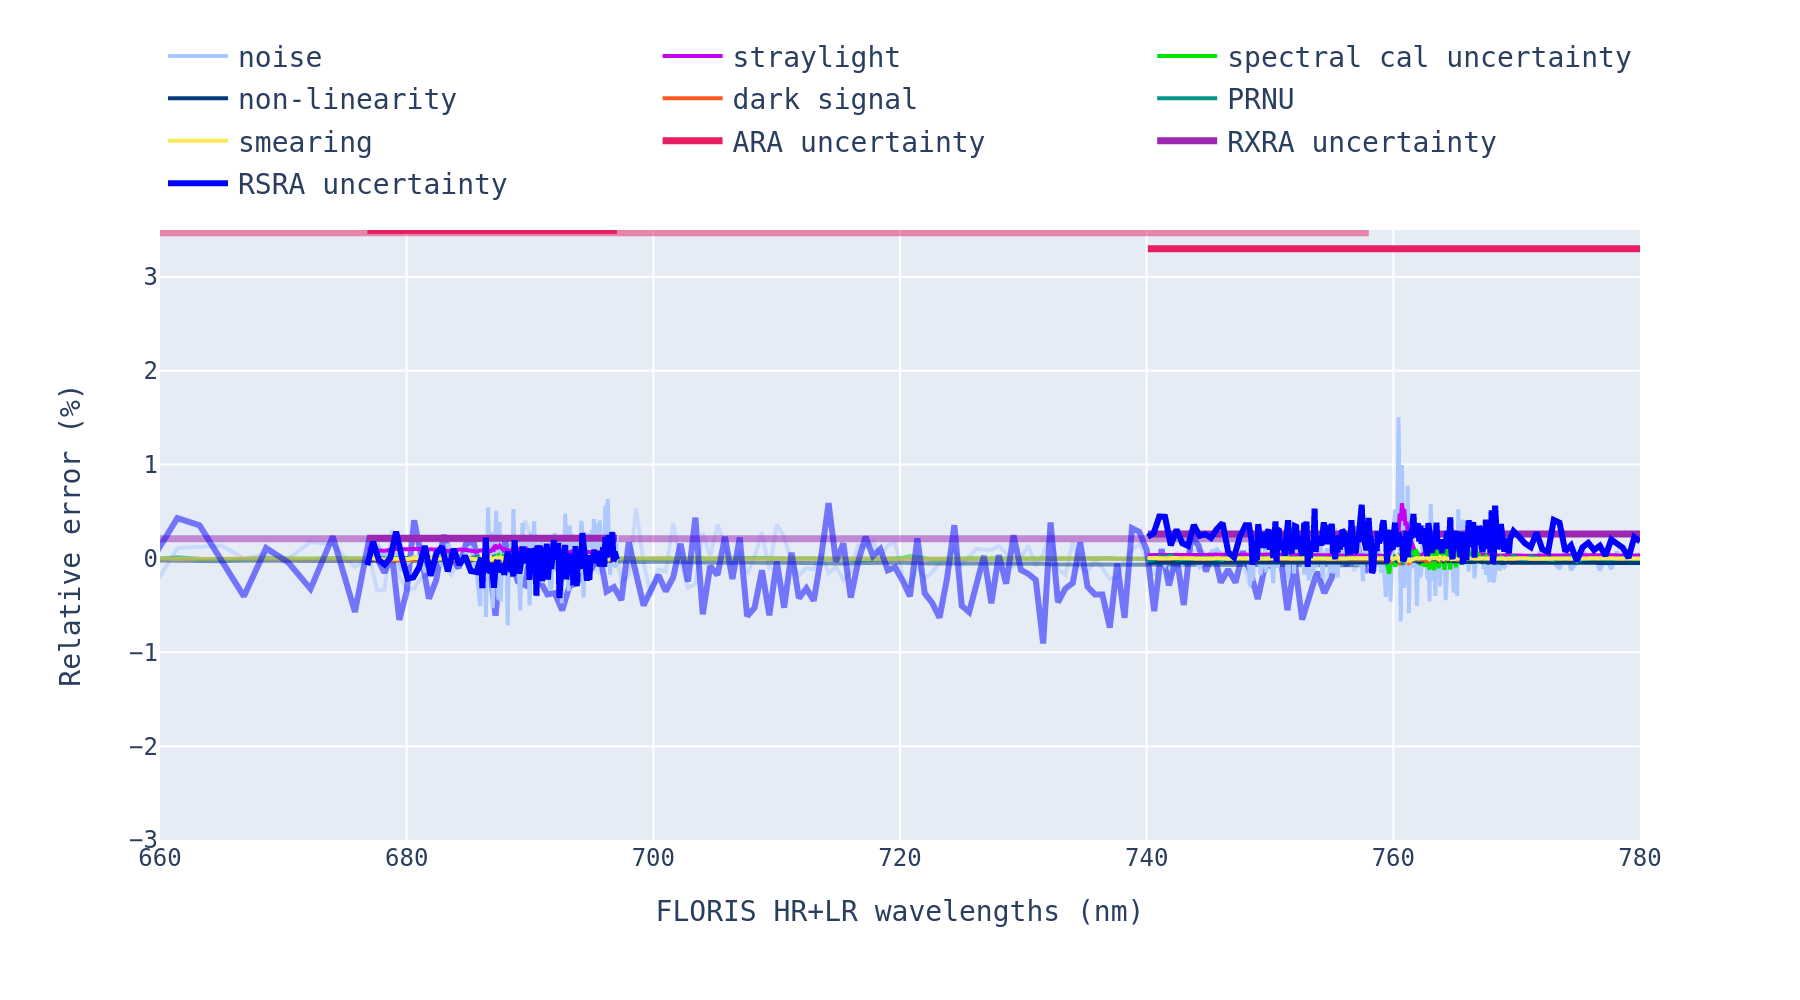 noise straylight spectral cal uncertainty
non-linearity dark signal PRNU
smearing ARA uncertainty RXRA uncertainty
RSRA uncertainty
3
2
1
0
−1
−2
−3
Relative error (%)
660 680 700 720 740 760 780
FLORIS HR+LR wavelengths (nm)